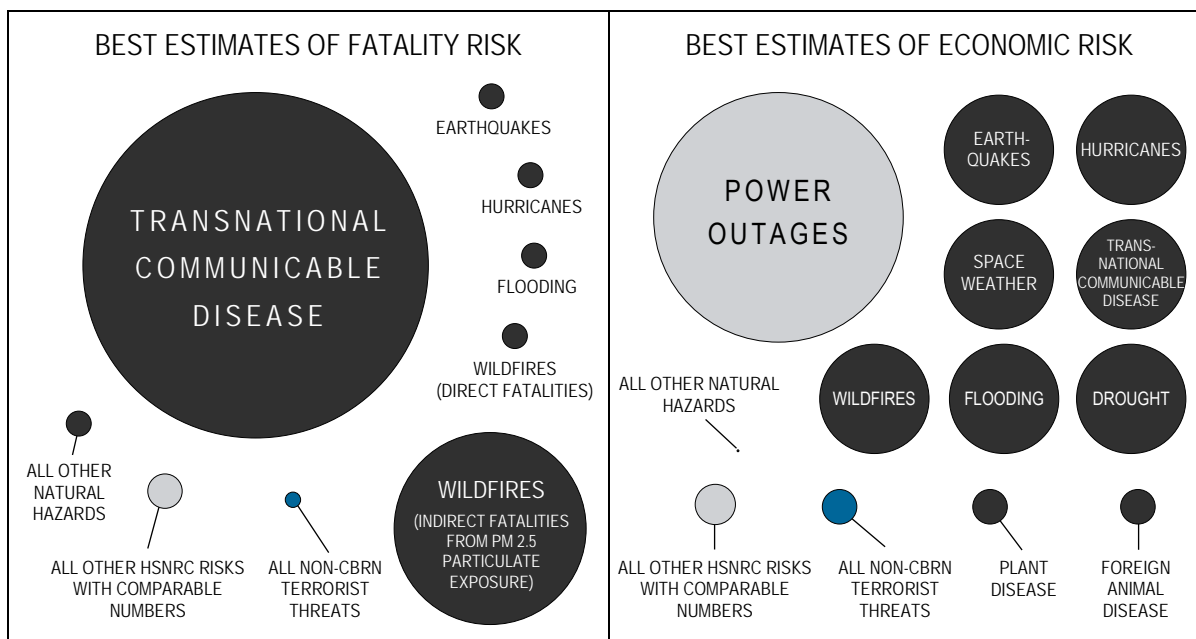 BEST ESTIMATES OF FATALITY RISK
TRANSNATIONAL
COMMUNICABLE
DISEASE
EARTHQUAKES
HURRICANES
FLOODING
WILDFIRES
(DIRECT FATALITIES)
ALL OTHER
NATURAL
HAZARDS
ALL OTHER HSNRC RISKS
WITH COMPARABLE
NUMBERS
ALL NON-CBRN
TERRORIST
THREATS
WILDFIRES
(INDIRECT FATALITIES
FROM PM 2.5
PARTICULATE
EXPOSURE)
BEST ESTIMATES OF ECONOMIC RISK
POWER
OUTAGES
EARTH-
QUAKES
HURRICANES
SPACE
WEATHER
TRANS-
NATIONAL
COMMUNICABLE
DISEASE
ALL OTHER NATURAL
HAZARDS
WILDFIRES
FLOODING
DROUGHT
ALL OTHER HSNRC RISKS
WITH COMPARABLE
NUMBERS
ALL NON-CBRN
TERRORIST
THREATS
PLANT
DISEASE
FOREIGN
ANIMAL
DISEASE